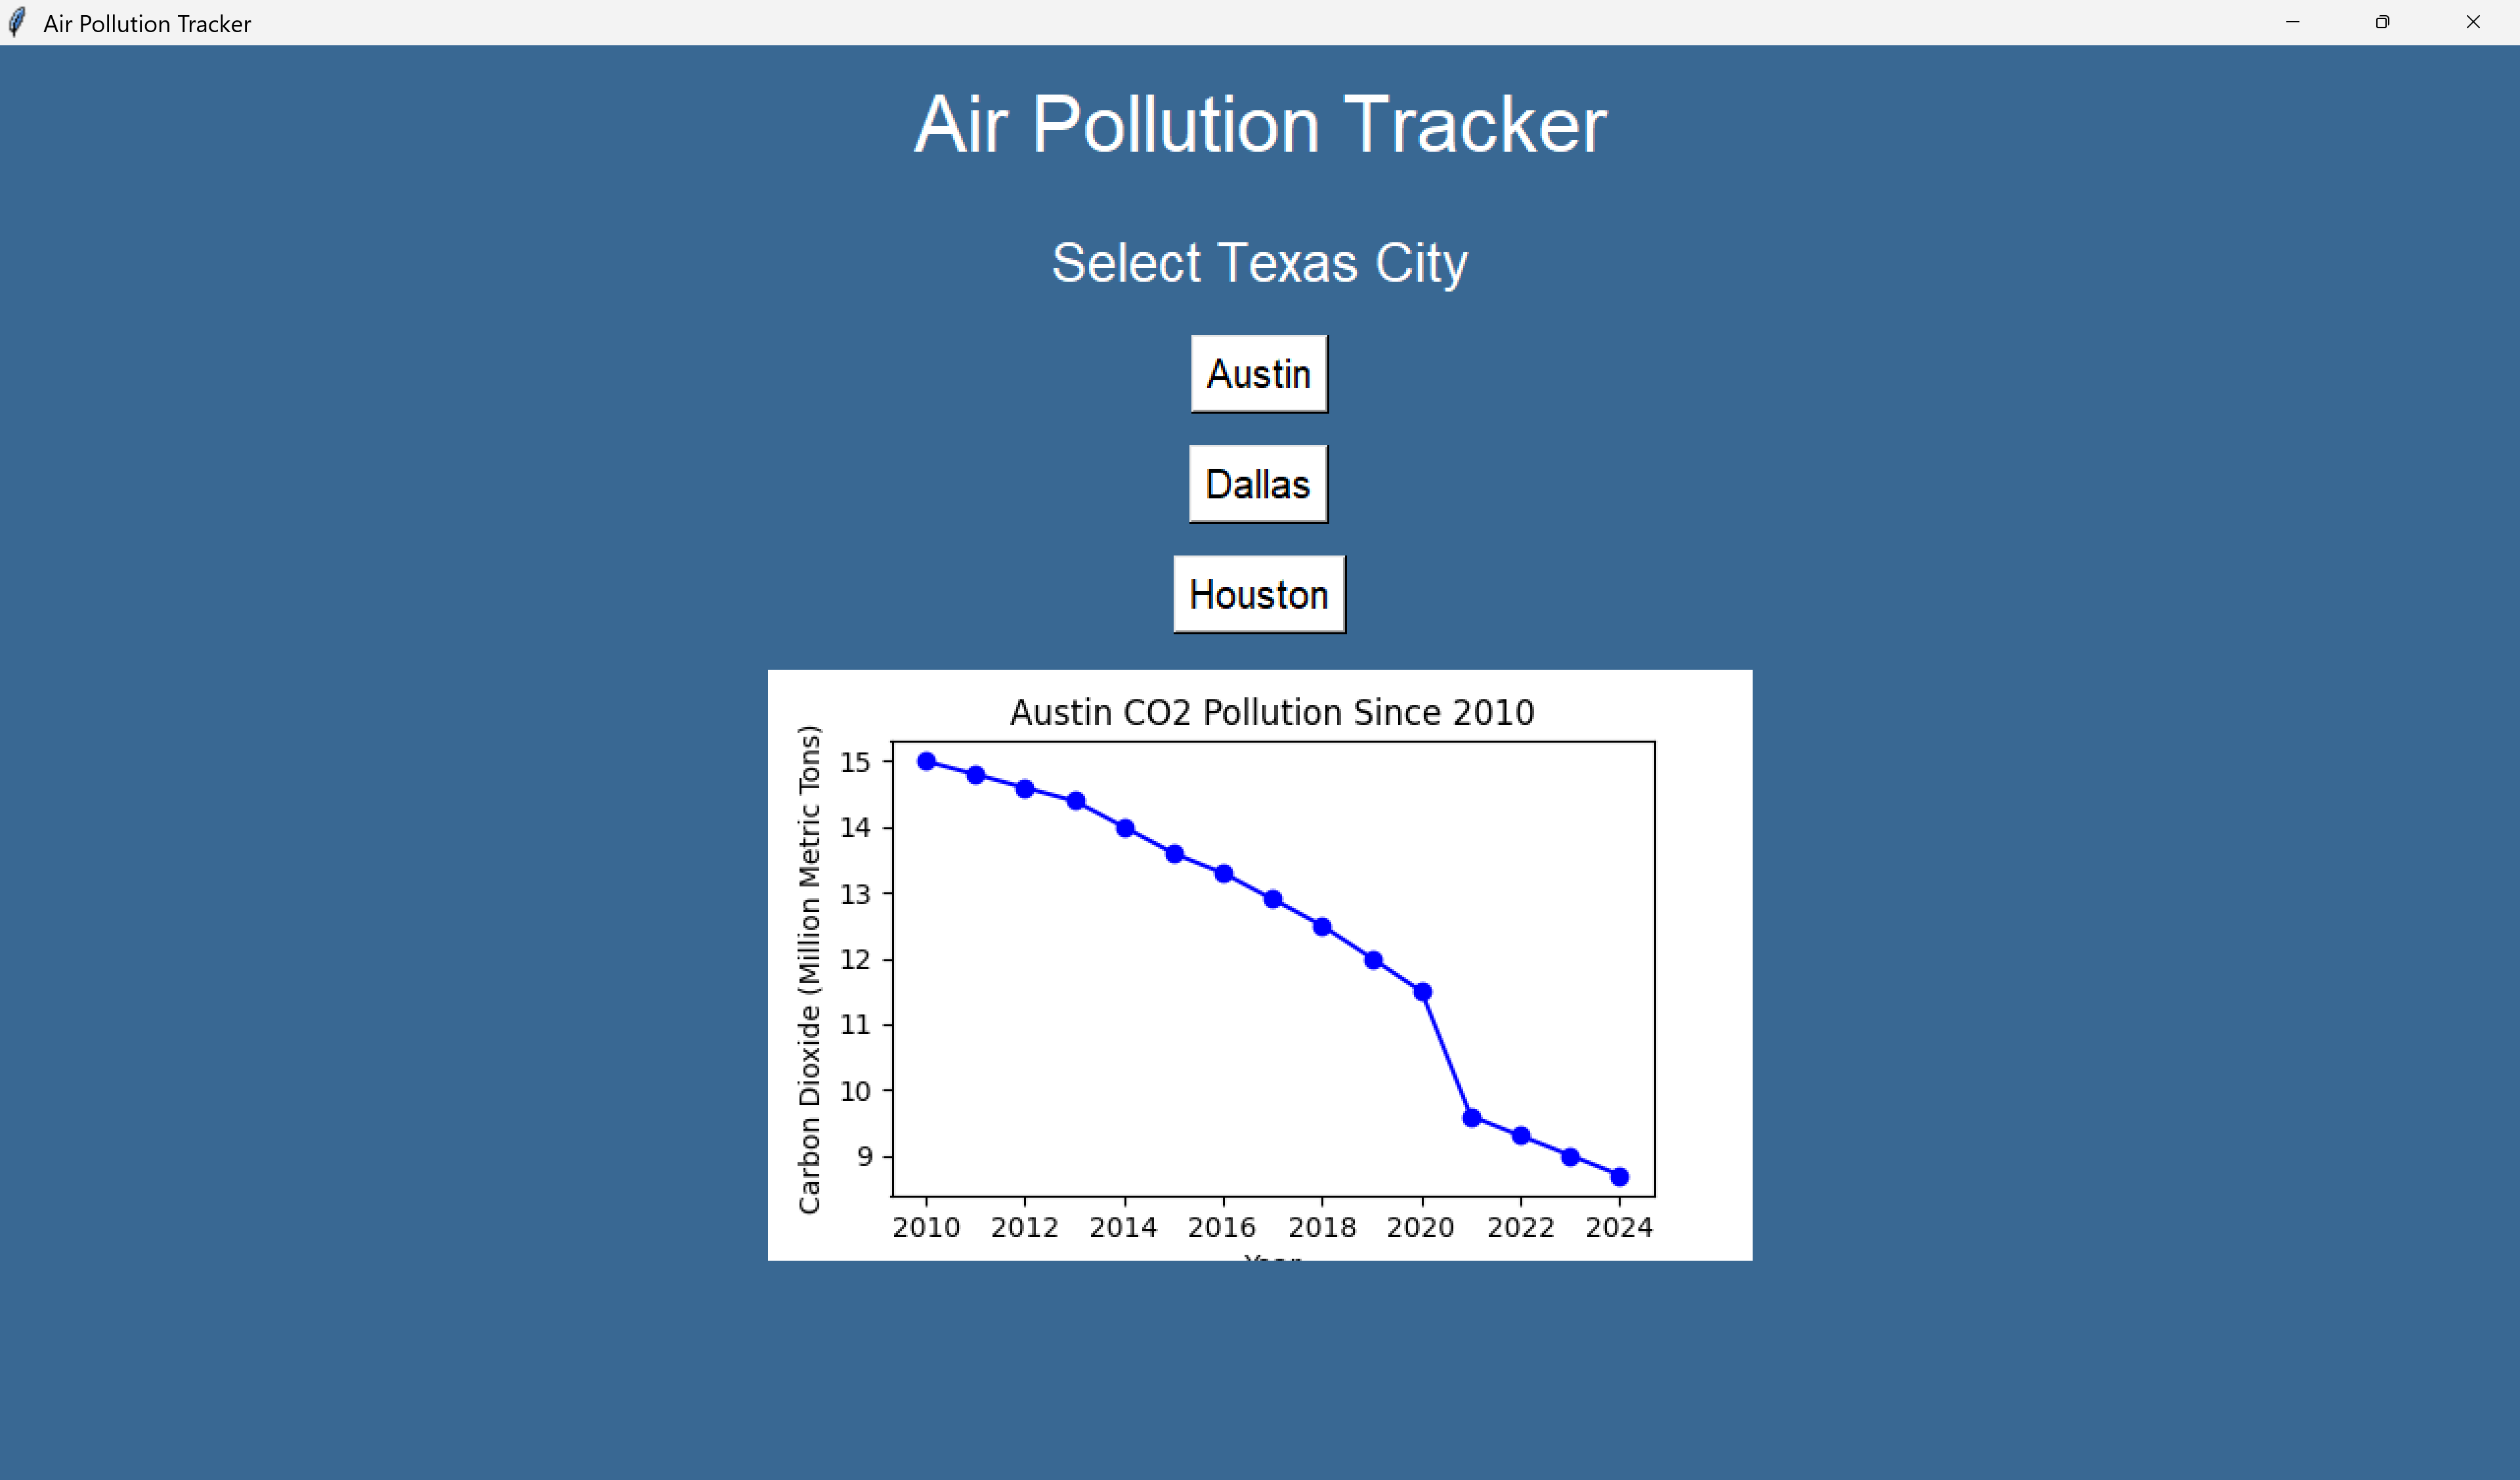 Air Pollution Tracker
Air Pollution Tracker
Select Texas City
Austin
Dallas
Houston
Austin CO2 Pollution Since 2010
Carbon Dioxide (Million Metric Tons)
15
14
13
12
11
10
9
2010 2012 2014 2016 2018 2020 2022 2024